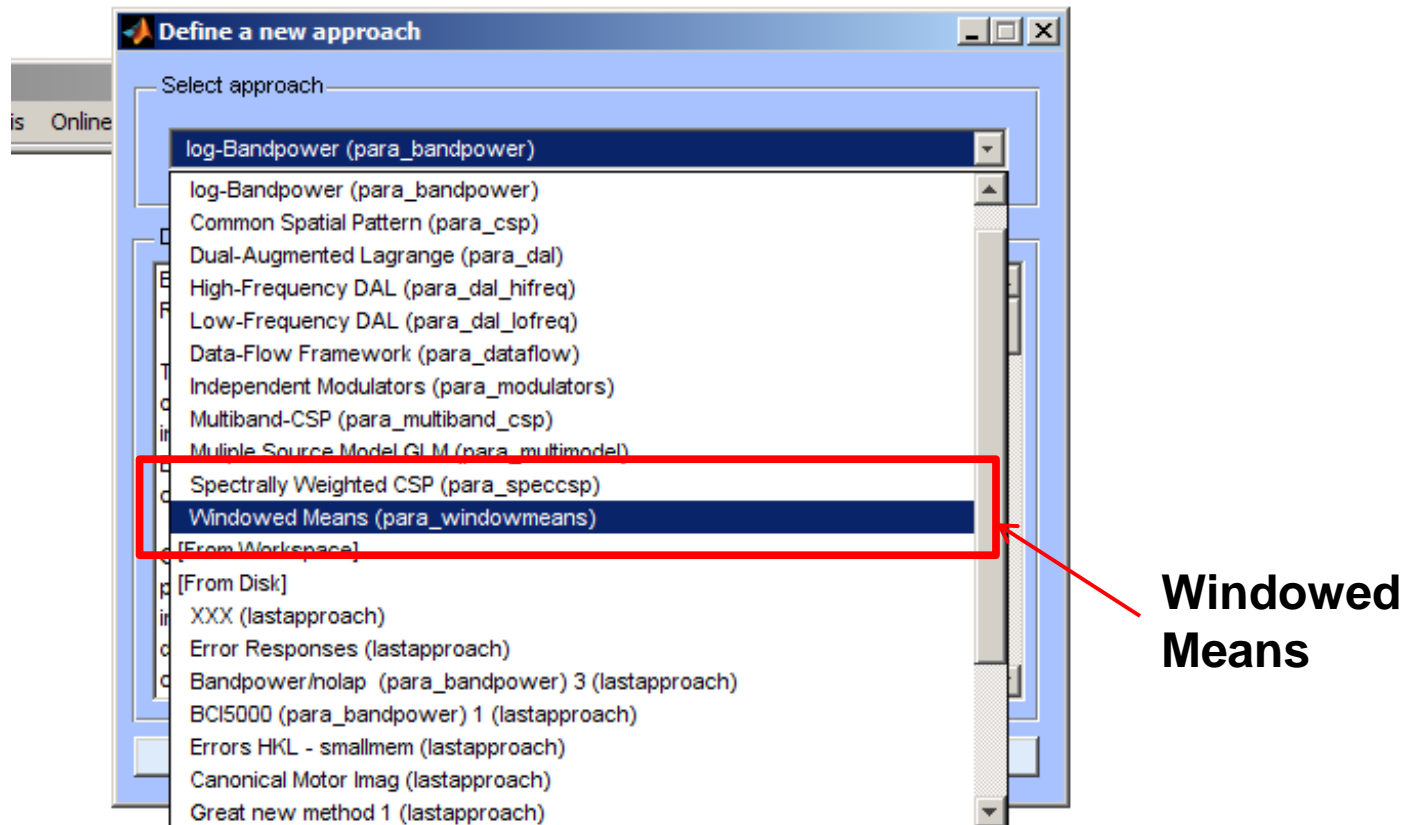 Define a new approach
Select approach
is Online
log-Bandpower (para_bandpower)
log-Bandpower (para_bandpower)
Common Spatial Pattern (para_csp)
Dual-Augmented Lagrange (para_dal)
High-Frequency DAL (para_dal_hifreq)
Low-Frequency DAL (para_dal_lofreq)
Data-Flow Framework (para_dataflow)
Independent Modulators (para_modulators)
Multiband-CSP (para_multiband_csp)
Muliple Source Model GLM (para_multimodel)
Spectrally Weighted CSP (para_speccsp)
Windowed Means (para_windowmeans)
[From Workspace]
[From Disk]
XXX (lastapproach)
Error Responses (lastapproach)
Bandpower/nolap (para_bandpower) 3 (lastapproach)
BCI5000 (para_bandpower) 1 (lastapproach)
Errors HKL - smallmem (lastapproach)
Canonical Motor Imag (lastapproach)
Great new method 1 (lastapproach)
Windowed
Means